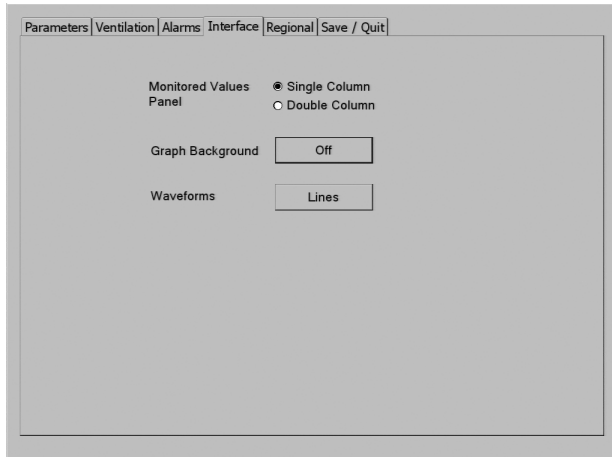 Parameters Ventilation Alarms Interface Regional Save / Quit
Monitored Values Panel
Single Column
Double Column
Graph Background Off
Waveforms Lines